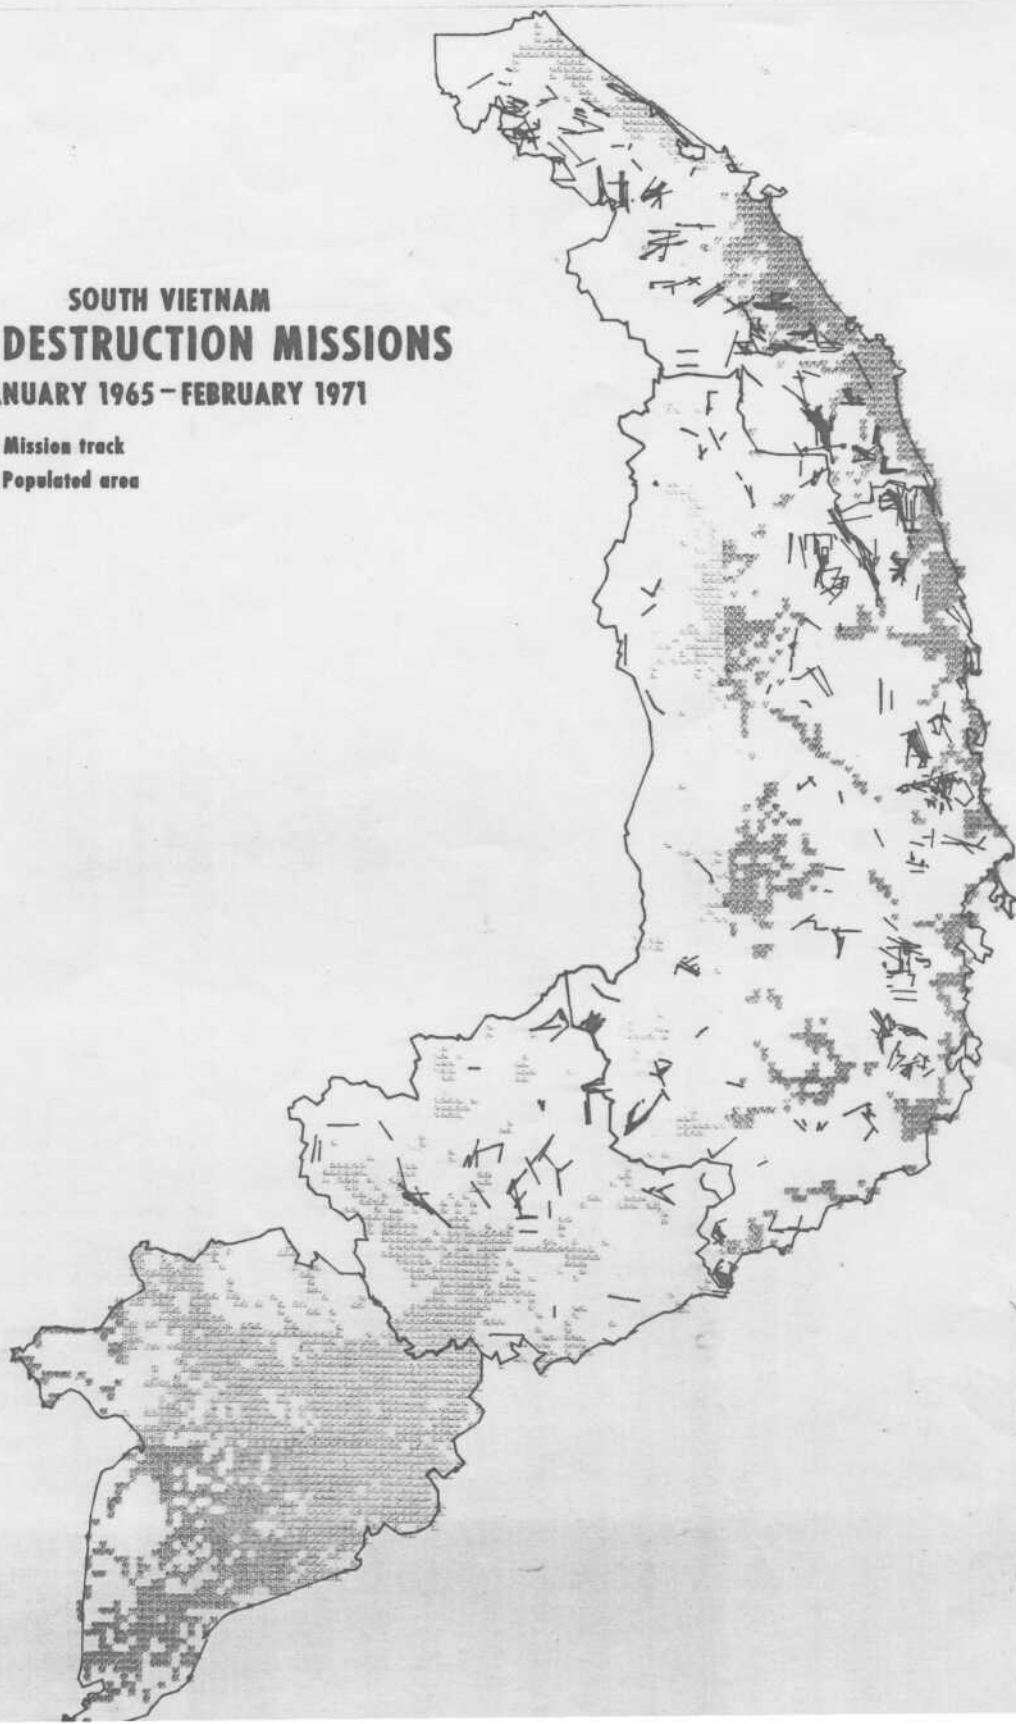 SOUTH VIETNAM
DESTRUCTION MISSIONS
NUARY 1965-FEBRUARY 1971
Mission track
Populated area